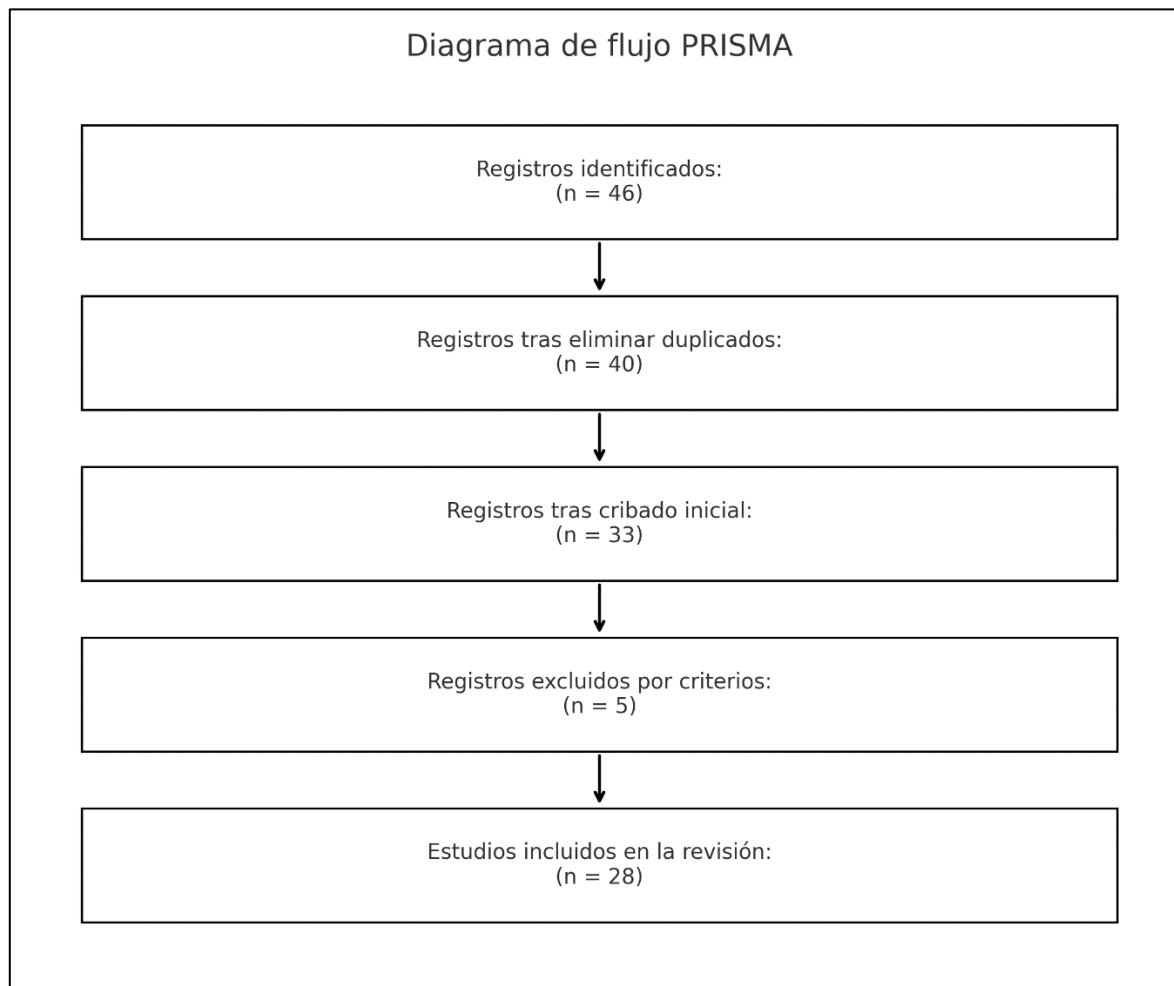 Diagrama de flujo PRISMA
Registros identificados:
(n = 46)
Registros tras eliminar duplicados:
(n = 40)
Registros tras cribado inicial:
(n = 33)
Registros excluidos por criterios:
(n = 5)
Estudios incluidos en la revisión:
(n = 28)